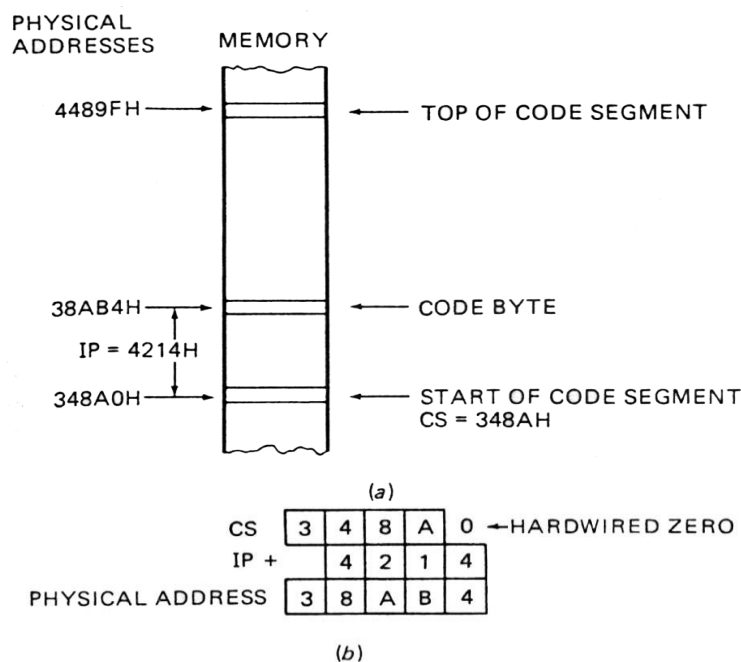 PHYSICAL
ADDRESSES
MEMORY
4489FH
TOP OF CODE SEGMENT
38AB4H
CODE BYTE
IP = 4214H
348A0H
START OF CODE SEGMENT
CS = 348AH
(a)
CS 3 4 8 A 0 HARDWIRED ZERO
IP + 4 2 1 4
PHYSICAL ADDRESS 3 8 A B 4
(b)